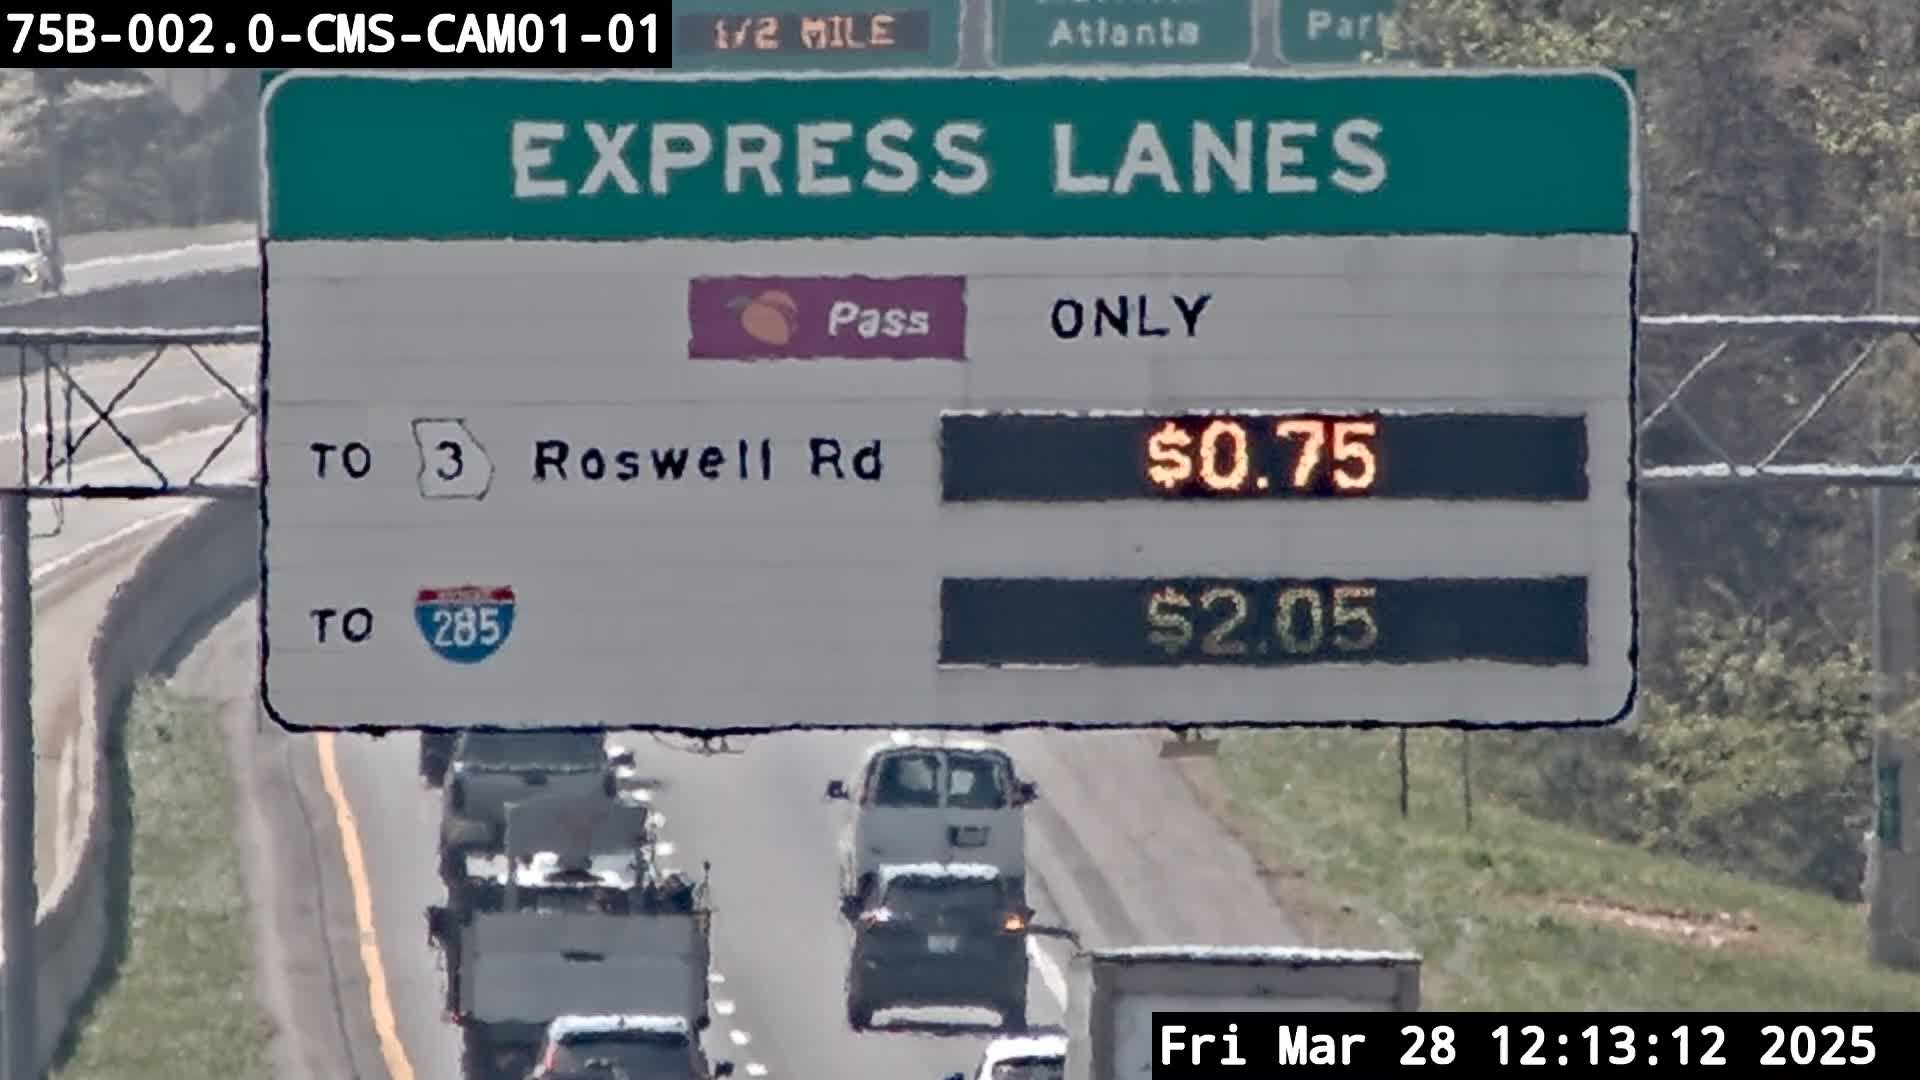 75B-002.0-CMS-CAM01-01
1/2 MILE
Atlanta
EXPRESS LANES
Pass ONLY
TO 3 Roswell Rd $0.75
TO 285 $2.05
Fri Mar 28 12:13:12 2025